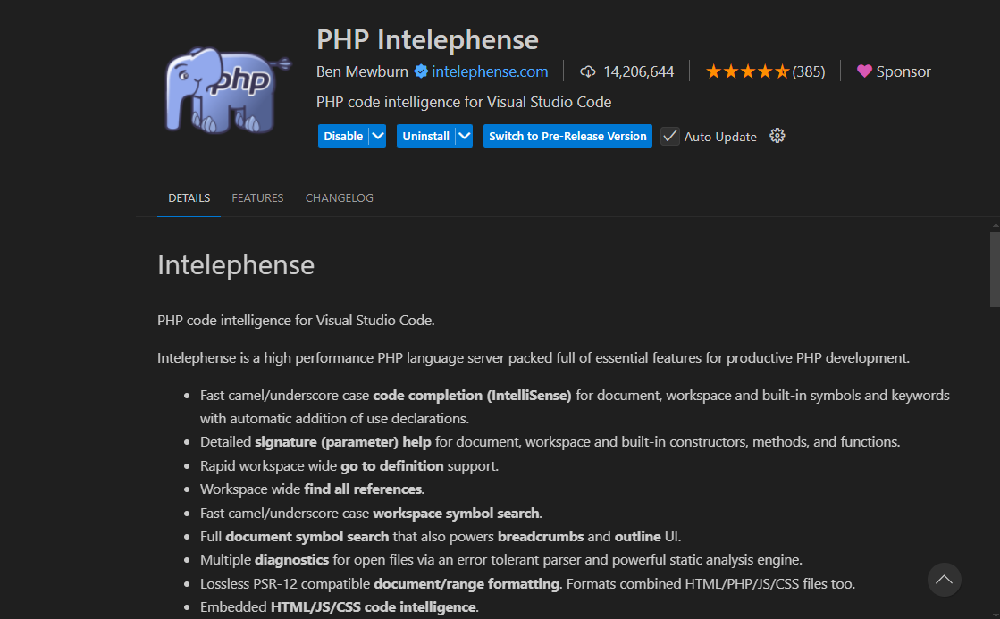 php
PHP Intelephense
Ben Mewburn intelephense.com 14,206,644 (385) Sponsor
PHP code intelligence for Visual Studio Code
Disable Uninstall Switch to Pre-Release Version Auto Update
DETAILS FEATURES CHANGELOG
Intelephense
PHP code intelligence for Visual Studio Code.
Intelephense is a high performance PHP language server packed full of essential features for productive PHP development.
• Fast camel/underscore case code completion (IntelliSense) for document, workspace and built-in symbols and keywords
with automatic addition of use declarations.
• Detailed signature (parameter) help for document, workspace and built-in constructors, methods, and functions.
• Rapid workspace wide go to definition support.
• Workspace wide find all references.
• Fast camel/underscore case workspace symbol search.
• Full document symbol search that also powers breadcrumbs and outline UI.
• Multiple diagnostics for open files via an error tolerant parser and powerful static analysis engine.
• Lossless PSR-12 compatible document/range formatting. Formats combined HTML/PHP/JS/CSS files too.
• Embedded HTML/JS/CSS code intelligence.